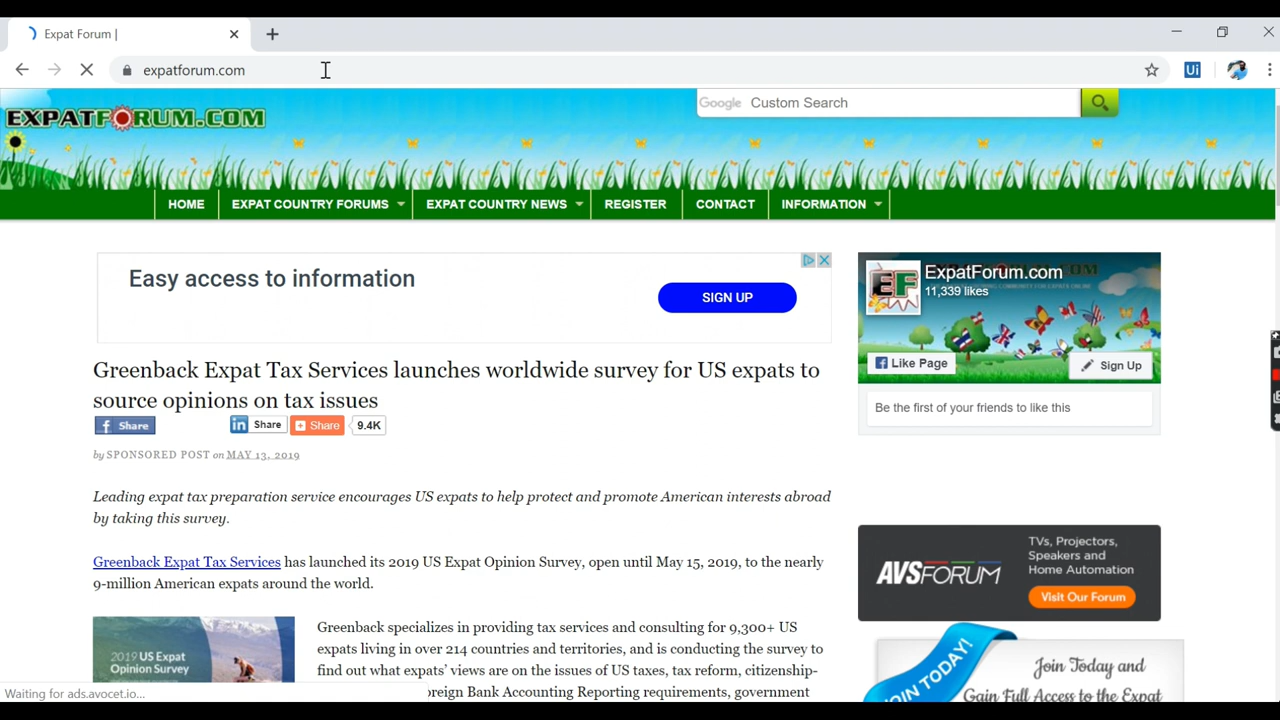 Expat Forum |
expatforum.com
Ui
EXPATFORUM.COM
Google Custom Search
HOME
EXPAT COUNTRY FORUMS
EXPAT COUNTRY NEWS
REGISTER
CONTACT
INFORMATION
Easy access to information
SIGN UP
Greenback Expat Tax Services launches worldwide survey for US expats to
source opinions on tax issues
f Share
in Share
Share
9.4K
by SPONSORED POST on MAY 13, 2019
Leading expat tax preparation service encourages US expats to help protect and promote American interests abroad
by taking this survey.
Greenback Expat Tax Services has launched its 2019 US Expat Opinion Survey, open until May 15, 2019, to the nearly
9-million American expats around the world.
2019 US Expat
Opinion Survey
Greenback specializes in providing tax services and consulting for 9,300+ US
expats living in over 214 countries and territories, and is conducting the survey to
find out what expats' views are on the issues of US taxes, tax reform, citizenship-
oreign Bank Accounting Reporting requirements, government
EF
ExpatForum.com
11,339 likes
Like Page
Sign Up
Be the first of your friends to like this
AVSFORUM
TVs, Projectors,
Speakers and
Home Automation
Visit Our Forum
JOIN TODAY!
Join Today and
Gain Full Access to the Expat
Waiting for ads.avocet.io...